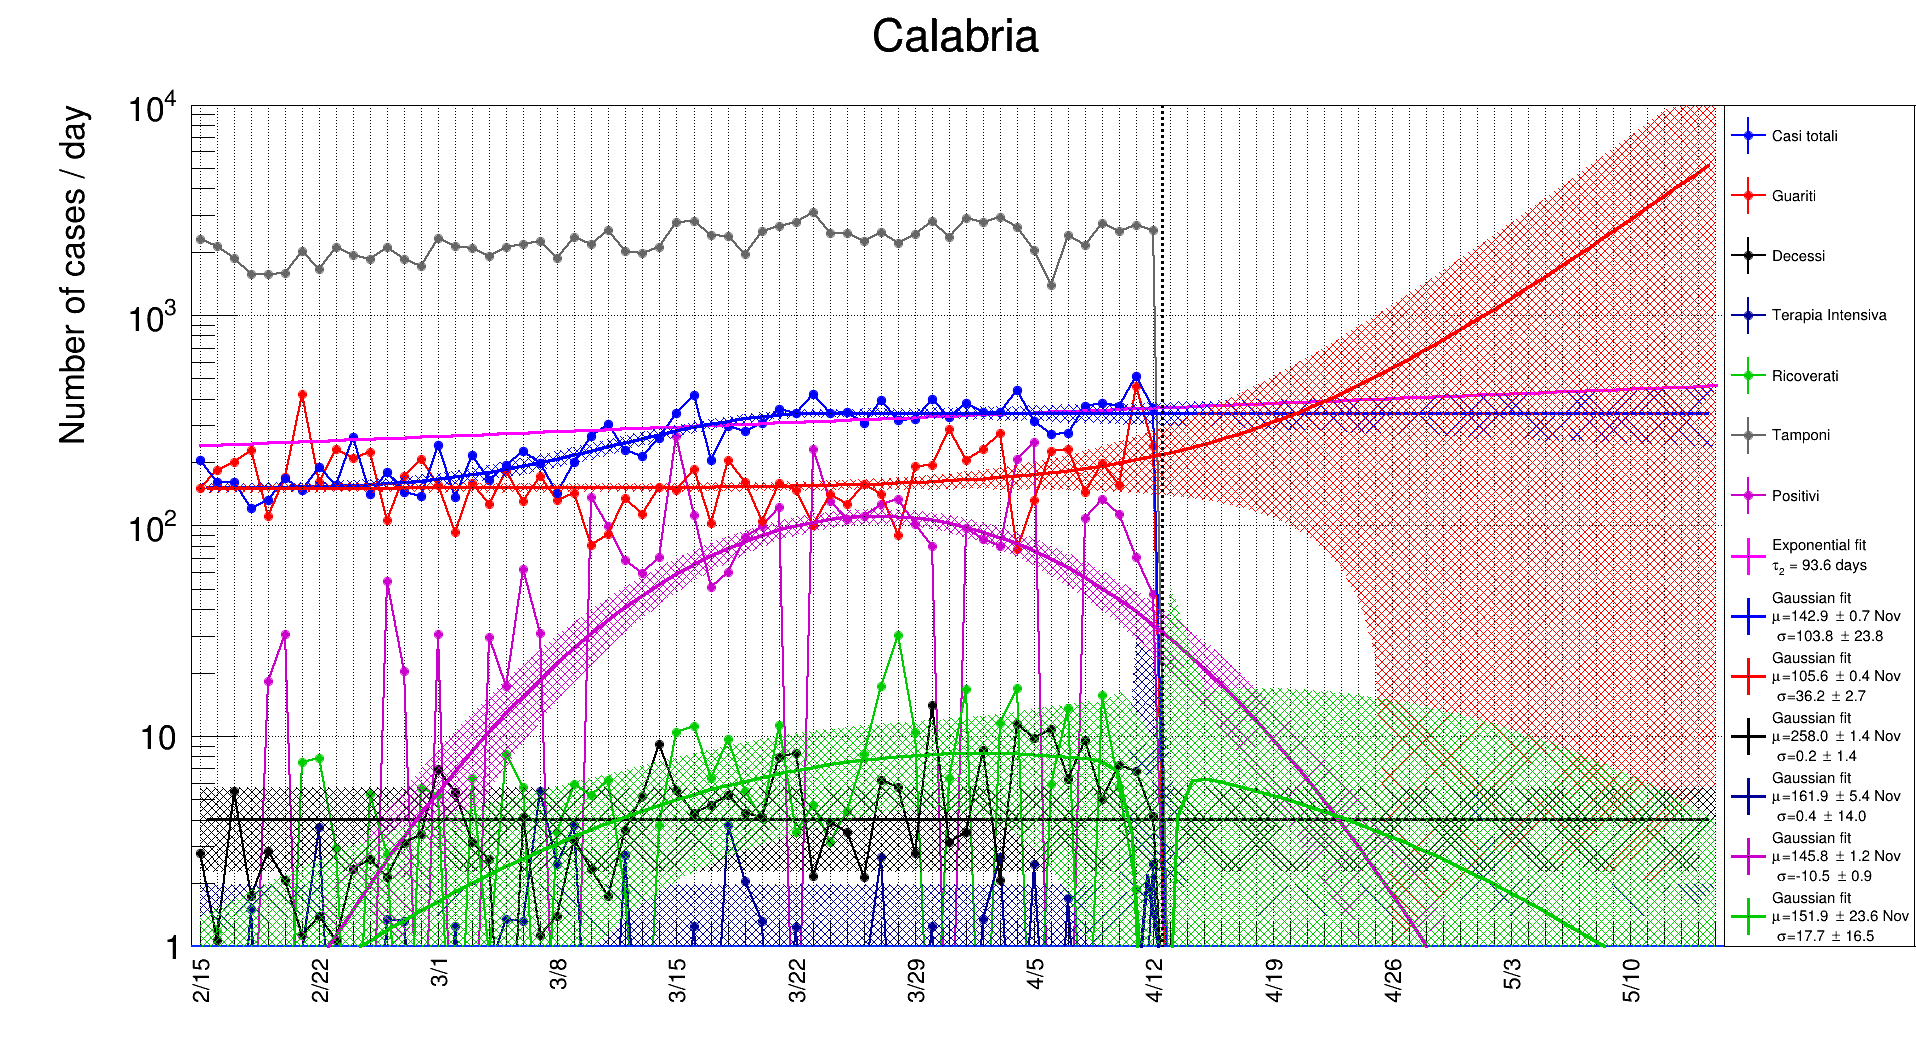 Calabria
Number of cases / day
10^4
10^3
10^2
10
1
2/15
2/22
3/1
3/8
3/15
3/22
3/29
4/5
4/12
4/19
4/26
5/3
5/10
Casi totali
Guariti
Decessi
Terapia Intensiva
Ricoverati
Tamponi
Positivi
Exponential fit
τ₂ = 93.6 days
Gaussian fit
μ=142.9 ± 0.7 Nov
σ=103.8 ± 23.8
Gaussian fit
μ=105.6 ± 0.4 Nov
σ=36.2 ± 2.7
Gaussian fit
μ=258.0 ± 1.4 Nov
σ=0.2 ± 1.4
Gaussian fit
μ=161.9 ± 5.4 Nov
σ=0.4 ± 14.0
Gaussian fit
μ=145.8 ± 1.2 Nov
σ=-10.5 ± 0.9
Gaussian fit
μ=151.9 ± 23.6 Nov
σ=17.7 ± 16.5